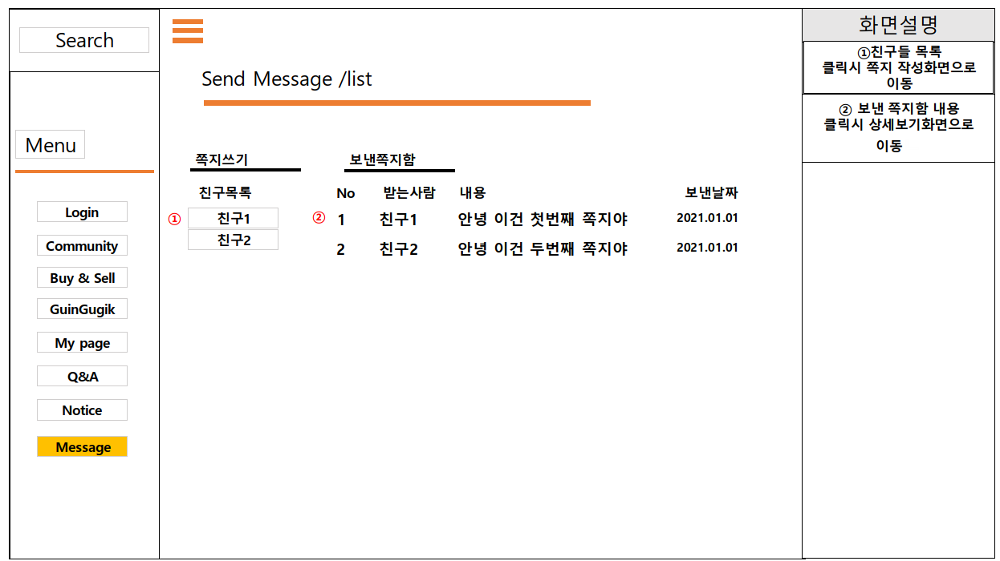 Search
Menu
Login
Community
Buy & Sell
GuinGugik
My page
Q&A
Notice
Message
Send Message /list
쪽지쓰기
친구목록
① 친구1
친구2
보낸쪽지함
No 받는사람 내용 보낸날짜
② 1 친구1 안녕 이건 첫번째 쪽지야 2021.01.01
2 친구2 안녕 이건 두번째 쪽지야 2021.01.01
화면설명
①친구들 목록
클릭시 쪽지 작성화면으로
이동
② 보낸 쪽지함 내용
클릭시 상세보기화면으로
이동